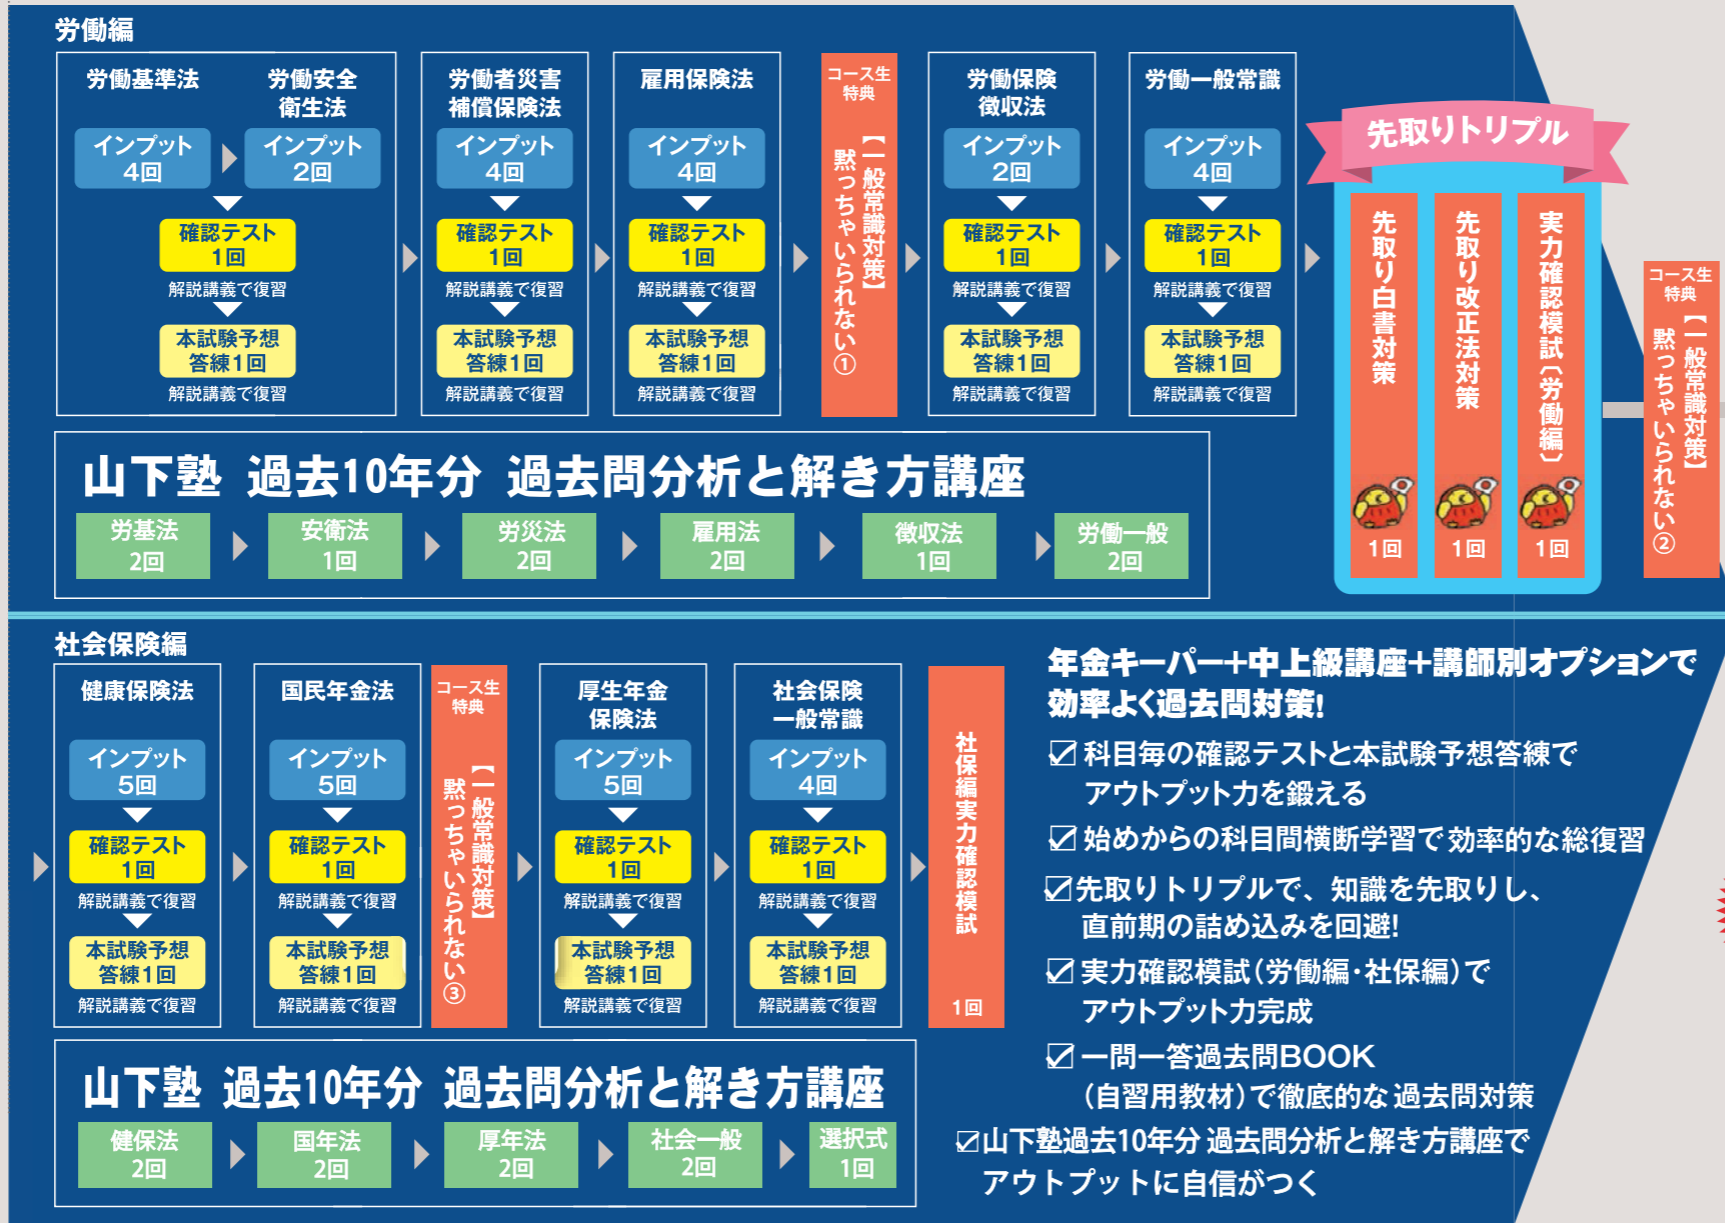 労働編
労働基準法
インプット
4回
労働安全
衛生法
インプット
2回
確認テスト
1回
解説講義で復習
本試験予想
答練1回
解説講義で復習
労働者災害
補償保険法
インプット
4回
確認テスト
1回
解説講義で復習
本試験予想
答練1回
解説講義で復習
雇用保険法
インプット
4回
確認テスト
1回
解説講義で復習
本試験予想
答練1回
解説講義で復習
コース生
特典
【一般常識対策】
黙っちゃいられない①
労働保険
徴収法
インプット
2回
確認テスト
1回
解説講義で復習
本試験予想
答練1回
解説講義で復習
労働一般常識
インプット
4回
確認テスト
1回
解説講義で復習
本試験予想
答練1回
解説講義で復習
先取りトリプル
先取り白書対策
1回
先取り改正法対策
1回
実力確認模試〔労働編〕
1回
コース生
特典
【一般常識対策】
黙っちゃいられない②
山下塾 過去10年分 過去問分析と解き方講座
労基法
2回
安衛法
1回
労災法
2回
雇用法
2回
徴収法
1回
労働一般
2回
社会保険編
健康保険法
インプット
5回
確認テスト
1回
解説講義で復習
本試験予想
答練1回
解説講義で復習
国民年金法
インプット
5回
確認テスト
1回
解説講義で復習
本試験予想
答練1回
解説講義で復習
コース生
特典
【一般常識対策】
黙っちゃいられない③
厚生年金
保険法
インプット
5回
確認テスト
1回
解説講義で復習
本試験予想
答練1回
解説講義で復習
社会保険
一般常識
インプット
4回
確認テスト
1回
解説講義で復習
本試験予想
答練1回
解説講義で復習
社保編実力確認模試
1回
山下塾 過去10年分 過去問分析と解き方講座
健保法
2回
国年法
2回
厚年法
2回
社会一般
2回
選択式
1回
年金キーパー+中上級講座+講師別オプションで
効率よく過去問対策!
☑科目毎の確認テストと本試験予想答練で
アウトプット力を鍛える
☑始めからの科目間横断学習で効率的な総復習
☑先取りトリプルで、知識を先取りし、
直前期の詰め込みを回避!
☑実力確認模試(労働編・社保編)で
アウトプット力完成
☑一問一答過去問BOOK
(自習用教材)で徹底的な過去問対策
☑山下塾過去10年分 過去問分析と解き方講座で
アウトプットに自信がつく